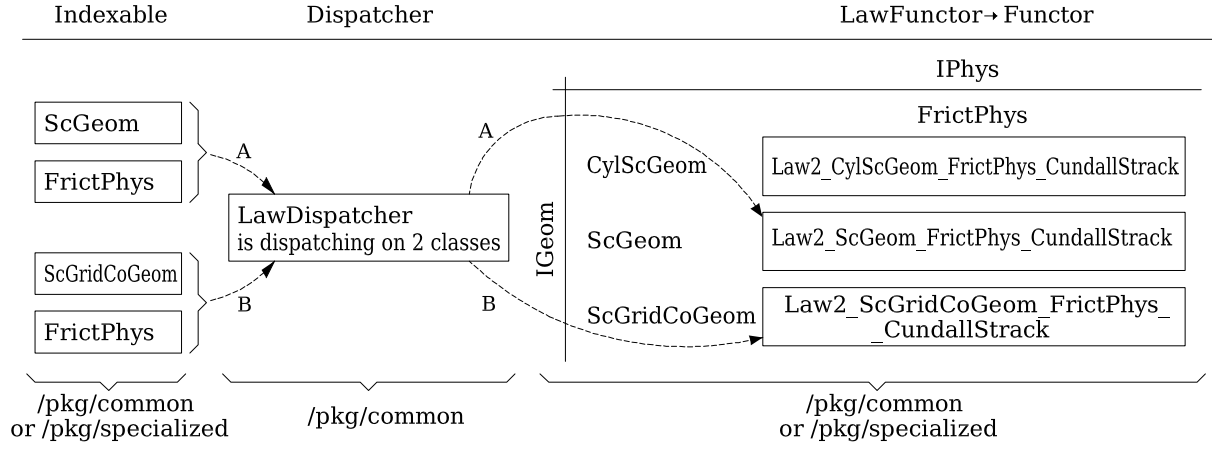 Indexable
Dispatcher
LawFunctor→Functor
IPhys
FrictPhys
ScGeom
FrictPhys
A
ScGridCoGeom
FrictPhys
B
LawDispatcher
is dispatching on 2 classes
A
B
IGeom
CylScGeom
Law2_CylScGeom_FrictPhys_CundallStrack
ScGeom
Law2_ScGeom_FrictPhys_CundallStrack
ScGridCoGeom
Law2_ScGridCoGeom_FrictPhys_
_CundallStrack
/pkg/common
or /pkg/specialized
/pkg/common
/pkg/common
or /pkg/specialized